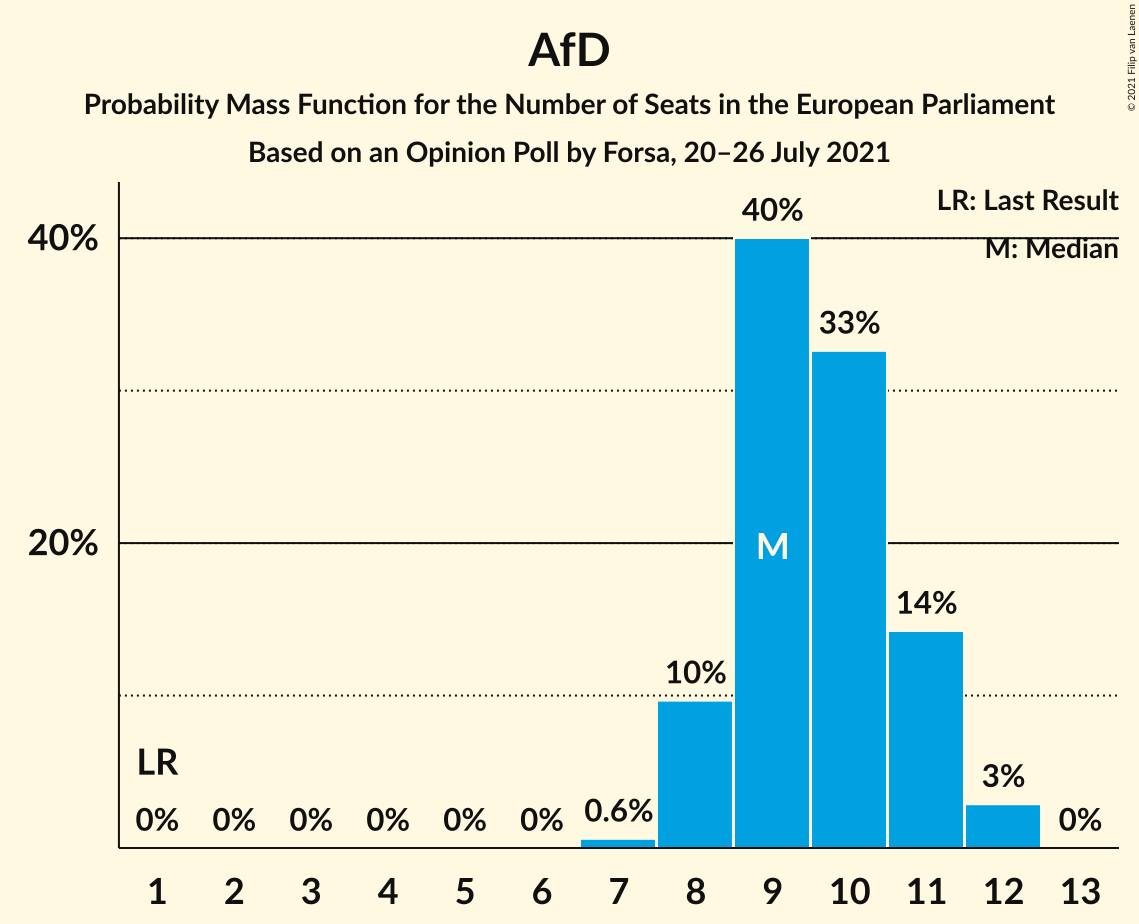 AfD
Probability Mass Function for the Number of Seats in the European Parliament
Based on an Opinion Poll by Forsa, 20–26 July 2021
© 2021 Filip van Laenen
LR: Last Result
M: Median
40%
20%
LR
0%
0%
0%
0%
0%
0%
0.6%
10%
40%
M
33%
14%
3%
0%
1 2 3 4 5 6 7 8 9 10 11 12 13